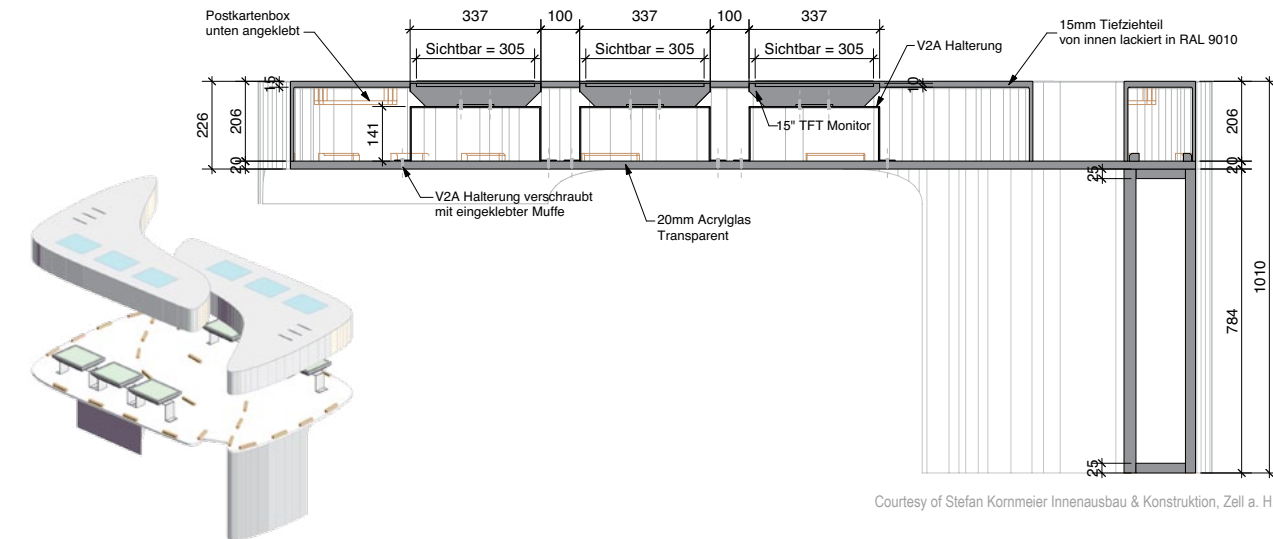 Postkartenbox
unten angeklebt
337
100
337
100
337
Sichtbar = 305
Sichtbar = 305
Sichtbar = 305
V2A Halterung
15mm Tiefziehteil
von innen lackiert in RAL 9010
15
10
226
206
141
20
15" TFT Monitor
206
20
V2A Halterung verschraubt
mit eingeklebter Muffe
20mm Acrylglas
Transparent
25
1010
784
25
Courtesy of Stefan Kornmeier Innenausbau & Konstruktion, Zell a. H